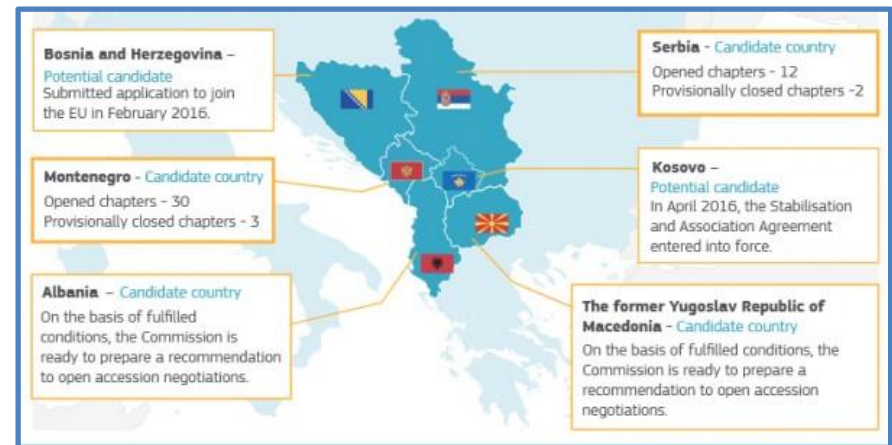 Bosnia and Herzegovina –
Potential candidate
Submitted application to join
the EU in February 2016.
Serbia - Candidate country
Opened chapters - 12
Provisionally closed chapters -2
Montenegro - Candidate country
Opened chapters - 30
Provisionally closed chapters - 3
Kosovo –
Potential candidate
In April 2016, the Stabilisation
and Association Agreement
entered into force.
Albania – Candidate country
On the basis of fulfilled
conditions, the Commission is
ready to prepare a recommendation
to open accession negotiations.
The former Yugoslav Republic of
Macedonia - Candidate country
On the basis of fulfilled conditions, the
Commission is ready to prepare a
recommendation to open accession
negotiations.